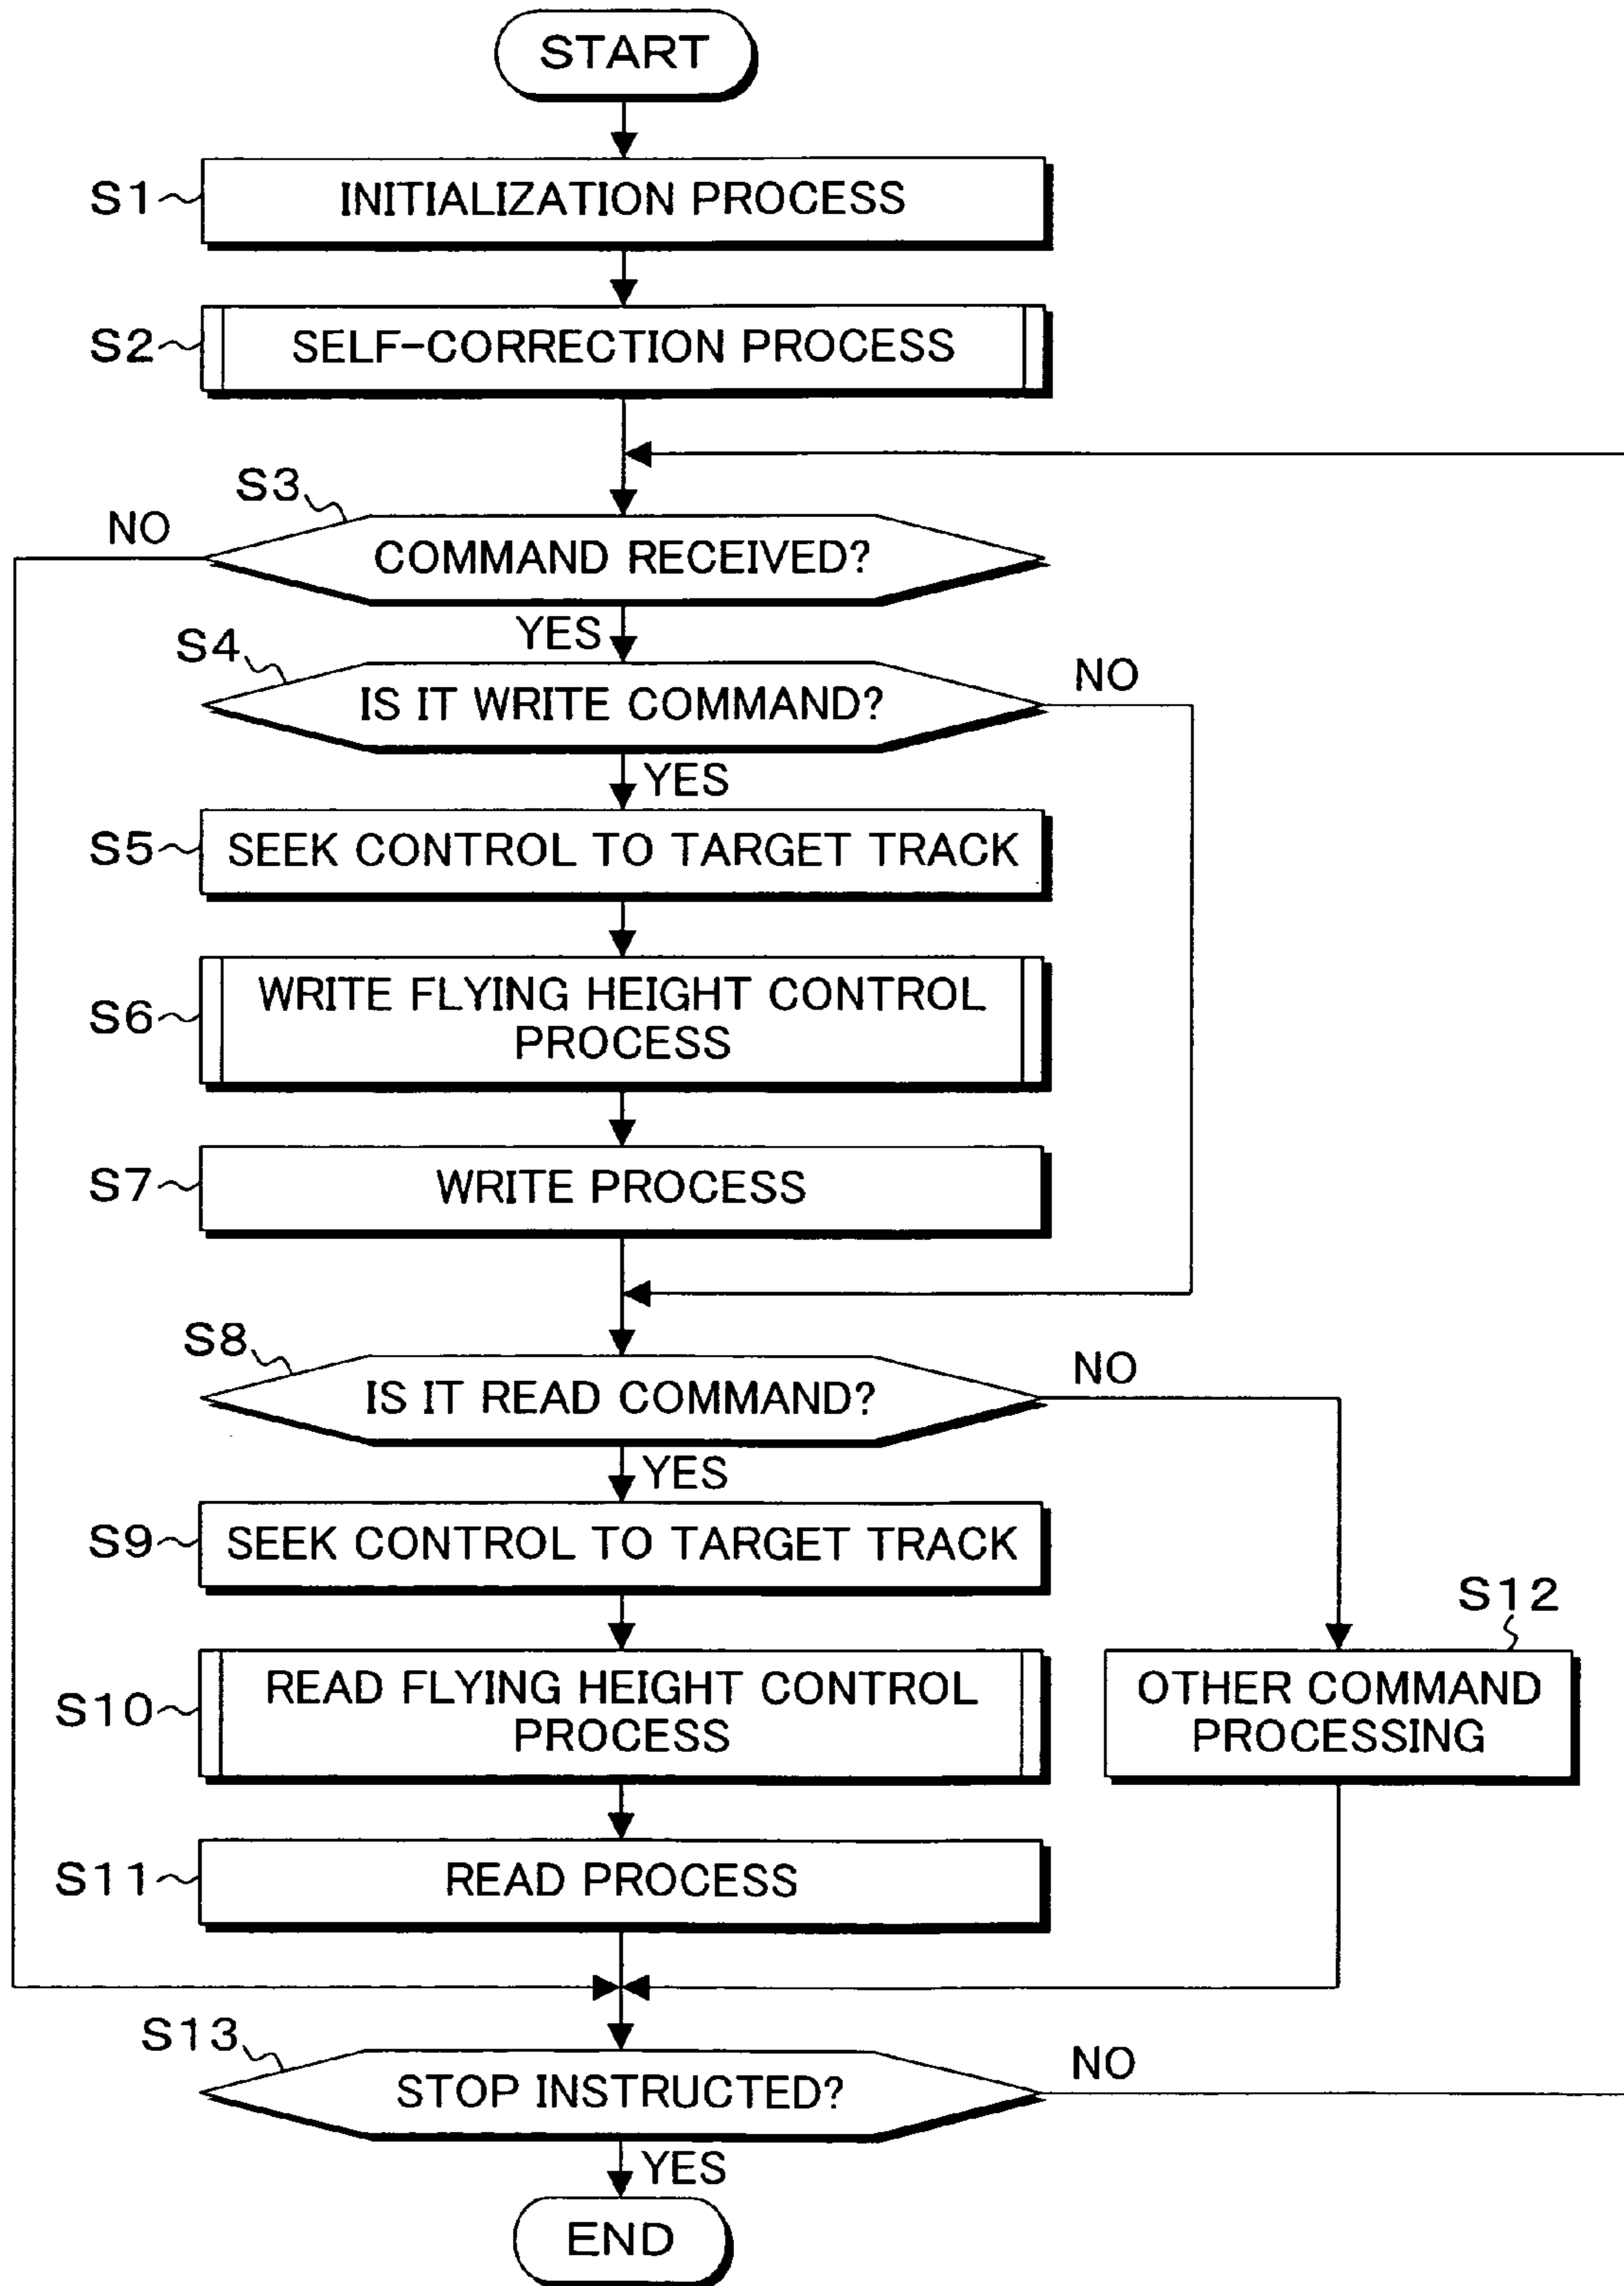 START
S1
INITIALIZATION PROCESS
S2
SELF-CORRECTION PROCESS
S3
NO
COMMAND RECEIVED?
YES
S4
NO
IS IT WRITE COMMAND?
YES
S5
SEEK CONTROL TO TARGET TRACK
S6
WRITE FLYING HEIGHT CONTROL
PROCESS
S7
WRITE PROCESS
S8
NO
IS IT READ COMMAND?
YES
S9
SEEK CONTROL TO TARGET TRACK
S12
S10
READ FLYING HEIGHT CONTROL
PROCESS
OTHER COMMAND
PROCESSING
S11
READ PROCESS
S13
NO
STOP INSTRUCTED?
YES
END